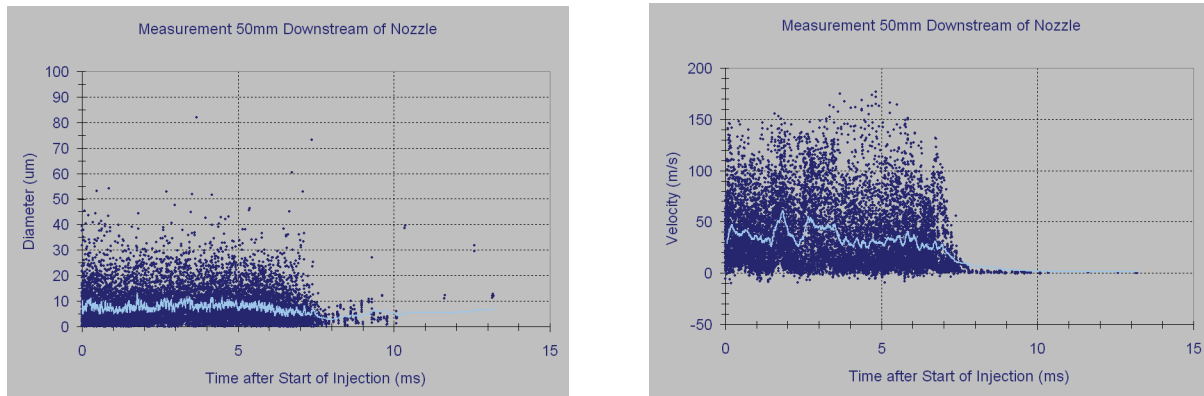 Measurement 50mm Downstream of Nozzle
100
90
80
70
60
50
40
30
20
10
0
Diameter (um)
0 5 10 15
Time after Start of Injection (ms)
Measurement 50mm Downstream of Nozzle
200
150
100
50
0
-50
Velocity (m/s)
0 5 10 15
Time after Start of Injection (ms)